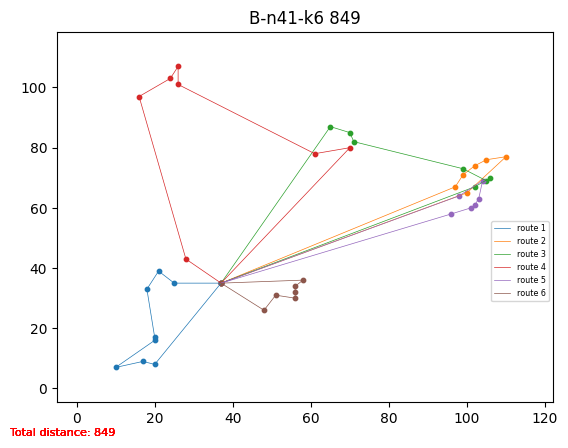 B-n41-k6 849
100
80
60
40
20
0
route 1
route 2
route 3
route 4
route 5
route 6
0 20 40 60 80 100 120
Total distance: 849